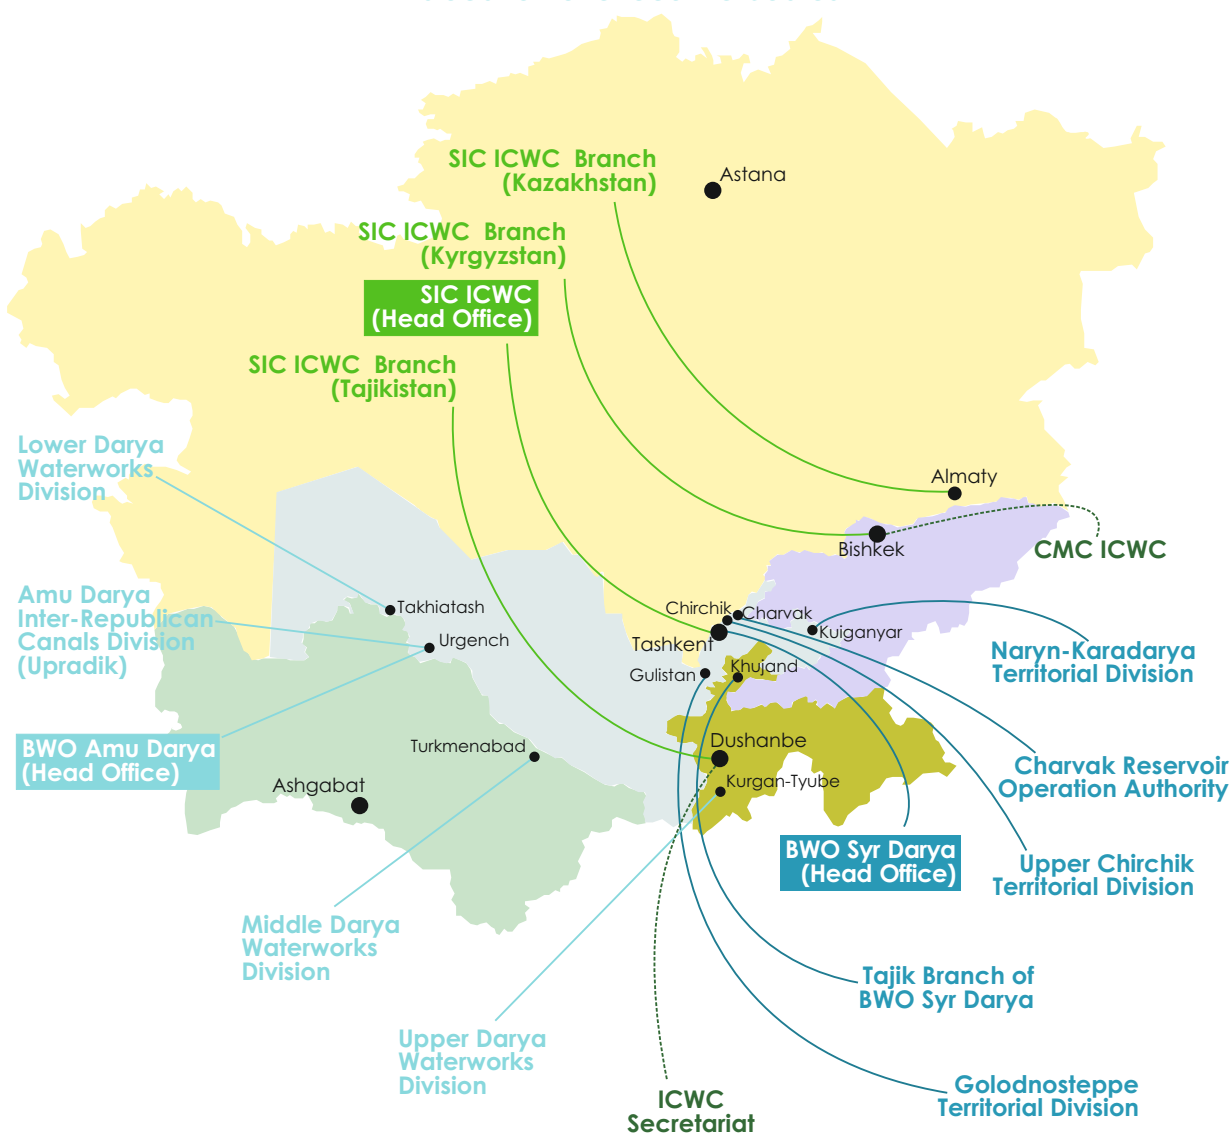 SIC ICWC Branch
(Kazakhstan)
Astana
SIC ICWC Branch
(Kyrgyzstan)
SIC ICWC
(Head Office)
SIC ICWC Branch
(Tajikistan)
Lower Darya
Waterworks
Division
Almaty
Bishkek
CMC ICWC
Amu Darya
Inter-Republican
Canals Division
(Upradik)
Takhiatash
Urgench
Chirchik
Charvak
Tashkent
Kuiganyar
Gulistan
Khujand
Naryn-Karadarya
Territorial Division
BWO Amu Darya
(Head Office)
Turkmenabad
Dushanbe
Ashgabat
Kurgan-Tyube
Charvak Reservoir
Operation Authority
BWO Syr Darya
(Head Office)
Upper Chirchik
Territorial Division
Middle Darya
Waterworks
Division
Tajik Branch of
BWO Syr Darya
Upper Darya
Waterworks
Division
Golodnosteppe
Territorial Division
ICWC
Secretariat